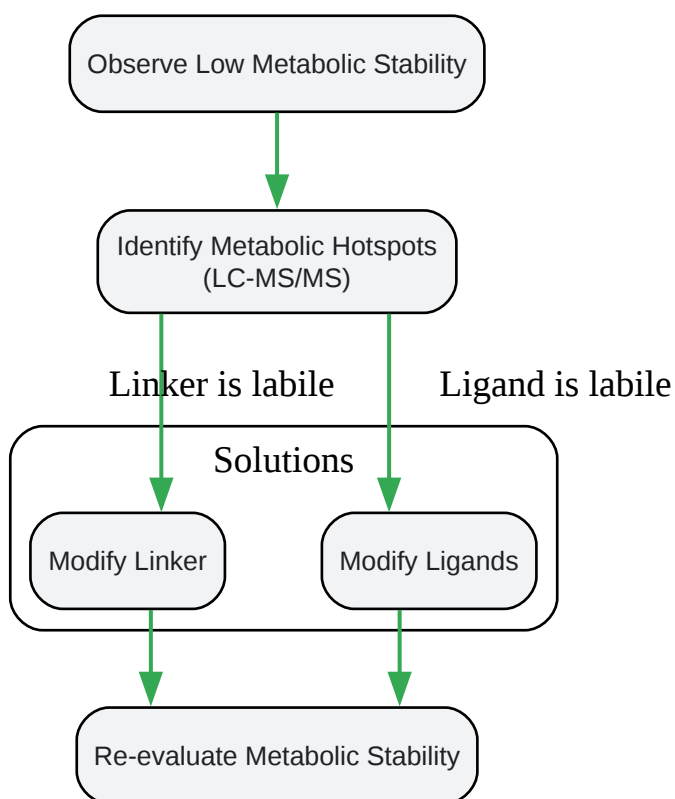 Observe Low Metabolic Stability
Identify Metabolic Hotspots
(LC-MS/MS)
Linker is labile
Ligand is labile
Solutions
Modify Linker
Modify Ligands
Re-evaluate Metabolic Stability